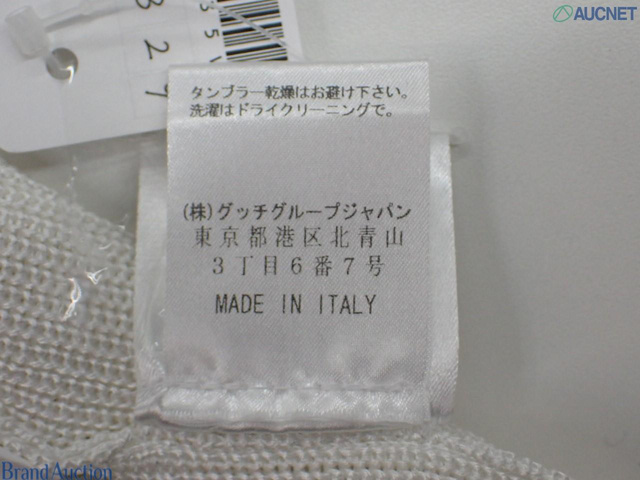 AUCNET
タンブラー乾燥はお避け下さい。
洗濯はドライクリーニングで。
(株)グッチグループジャパン
東京都港区北青山
3丁目6番7号
MADE IN ITALY
Brand Auction